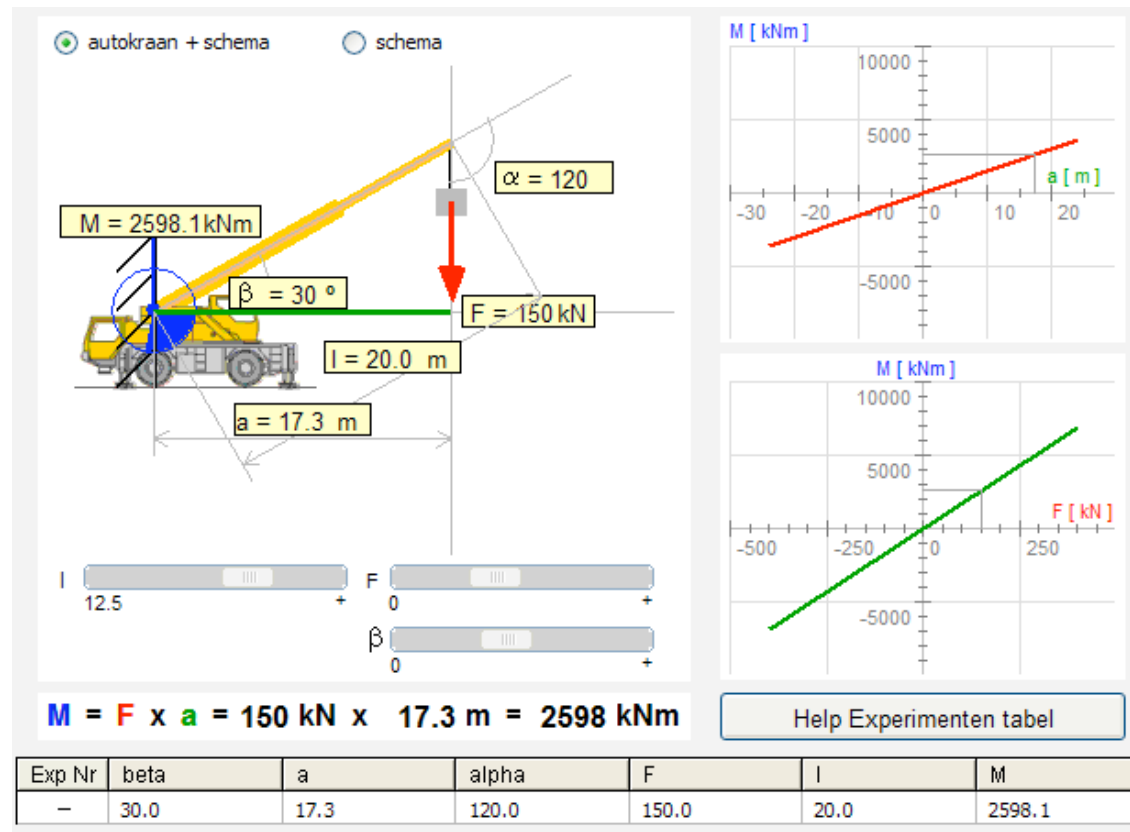 autokraan + schema
schema
α = 120
M = 2598.1kNm
β = 30 º
F = 150 kN
l = 20.0 m
a = 17.3 m
l
12.5
+
F
0
+
β
0
+
M = F x a = 150 kN x 17.3 m = 2598 kNm
M [ kNm ]
10000
5000
a [ m ]
-30 -20 -10 0 10 20
-5000
M [ kNm ]
10000
5000
F [ kN ]
-500 -250 0 250
-5000
Help Experimenten tabel
Exp Nr beta a alpha F l M
– 30.0 17.3 120.0 150.0 20.0 2598.1